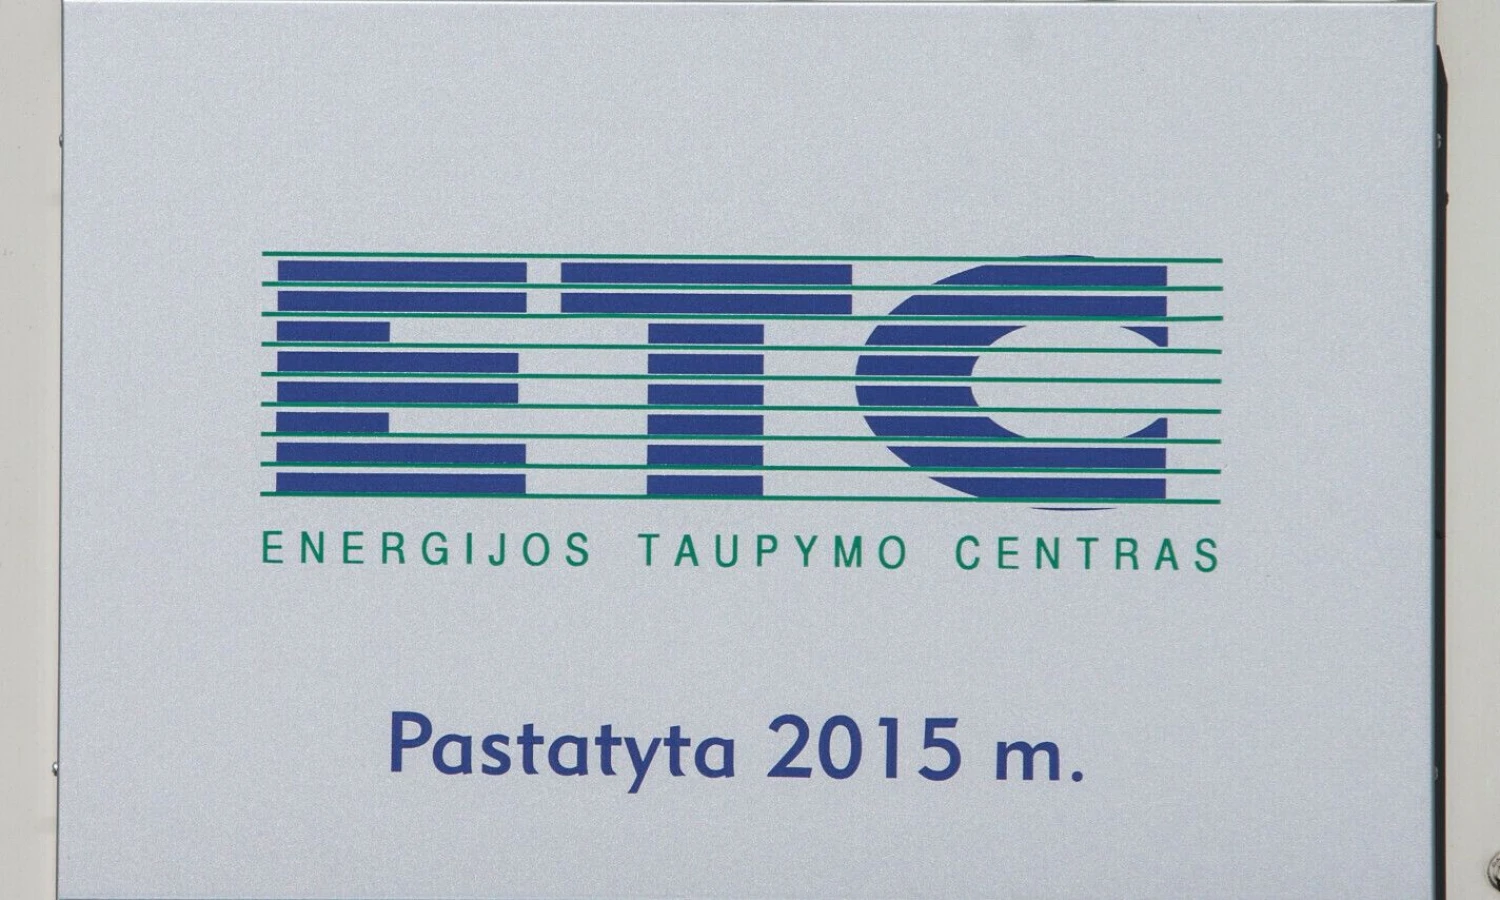 ETC
ENERGIJOS TAUPYMO CENTRAS
Pastatyta 2015 m.